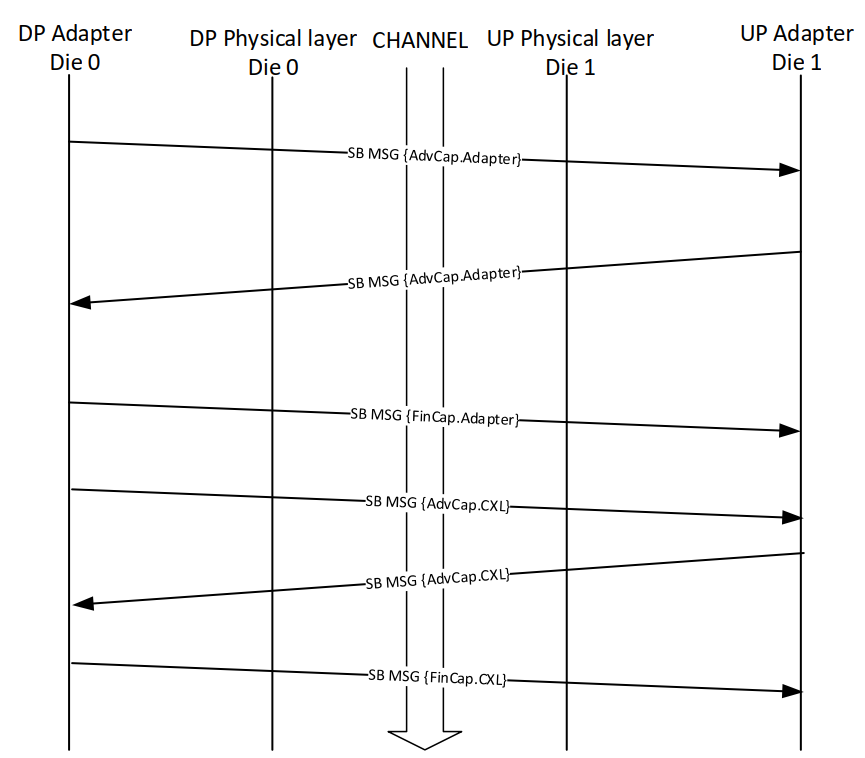 DP Adapter
Die 0
DP Physical layer
Die 0
CHANNEL
UP Physical layer
Die 1
UP Adapter
Die 1
SB MSG {AdvCap.Adapter}
SB MSG {AdvCap.Adapter}
SB MSG {FinCap.Adapter}
SB MSG {AdvCap.CXL}
SB MSG {AdvCap.CXL}
SB MSG {FinCap.CXL}